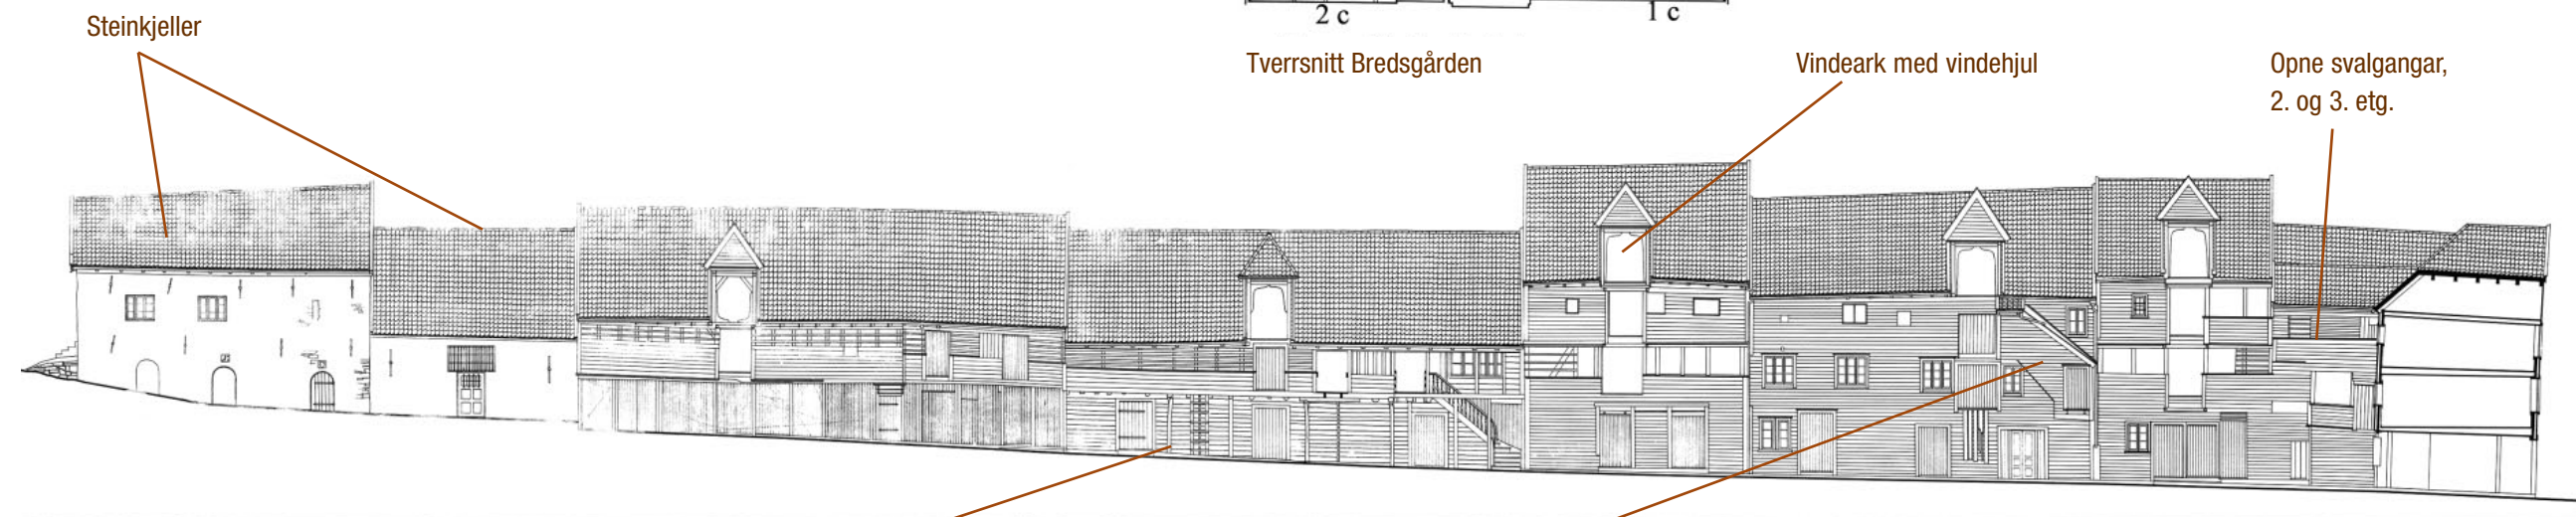 2 c
1 c
Steinkjeller
Tverrsnitt Bredsgården
Vindeark med vindehjul
Opne svalgangar,
2. og 3. etg.